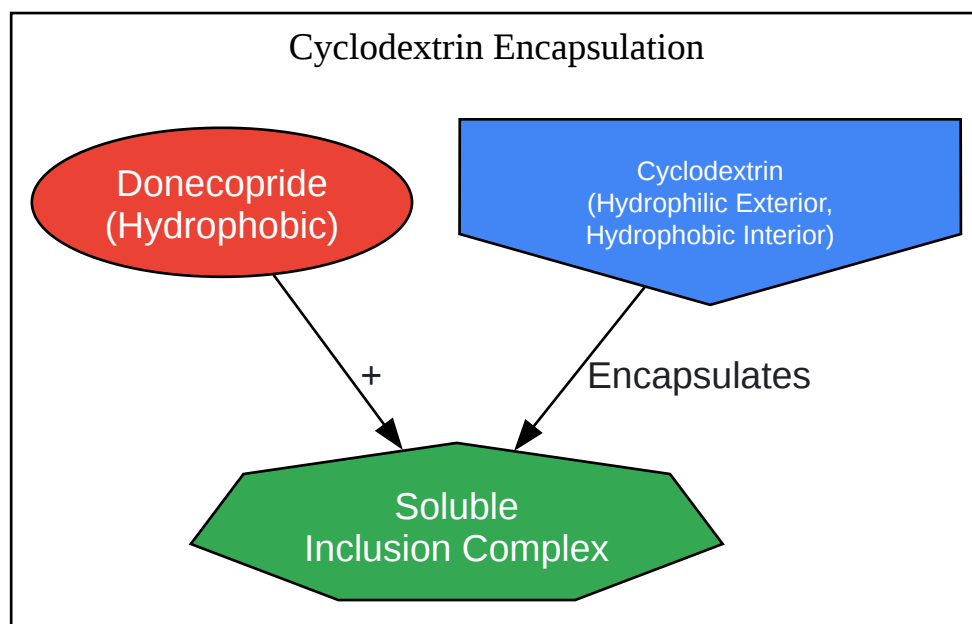 Cyclodextrin Encapsulation
Donecopride
(Hydrophobic)
Cyclodextrin
(Hydrophilic Exterior,
Hydrophobic Interior)
+
Encapsulates
Soluble
Inclusion Complex